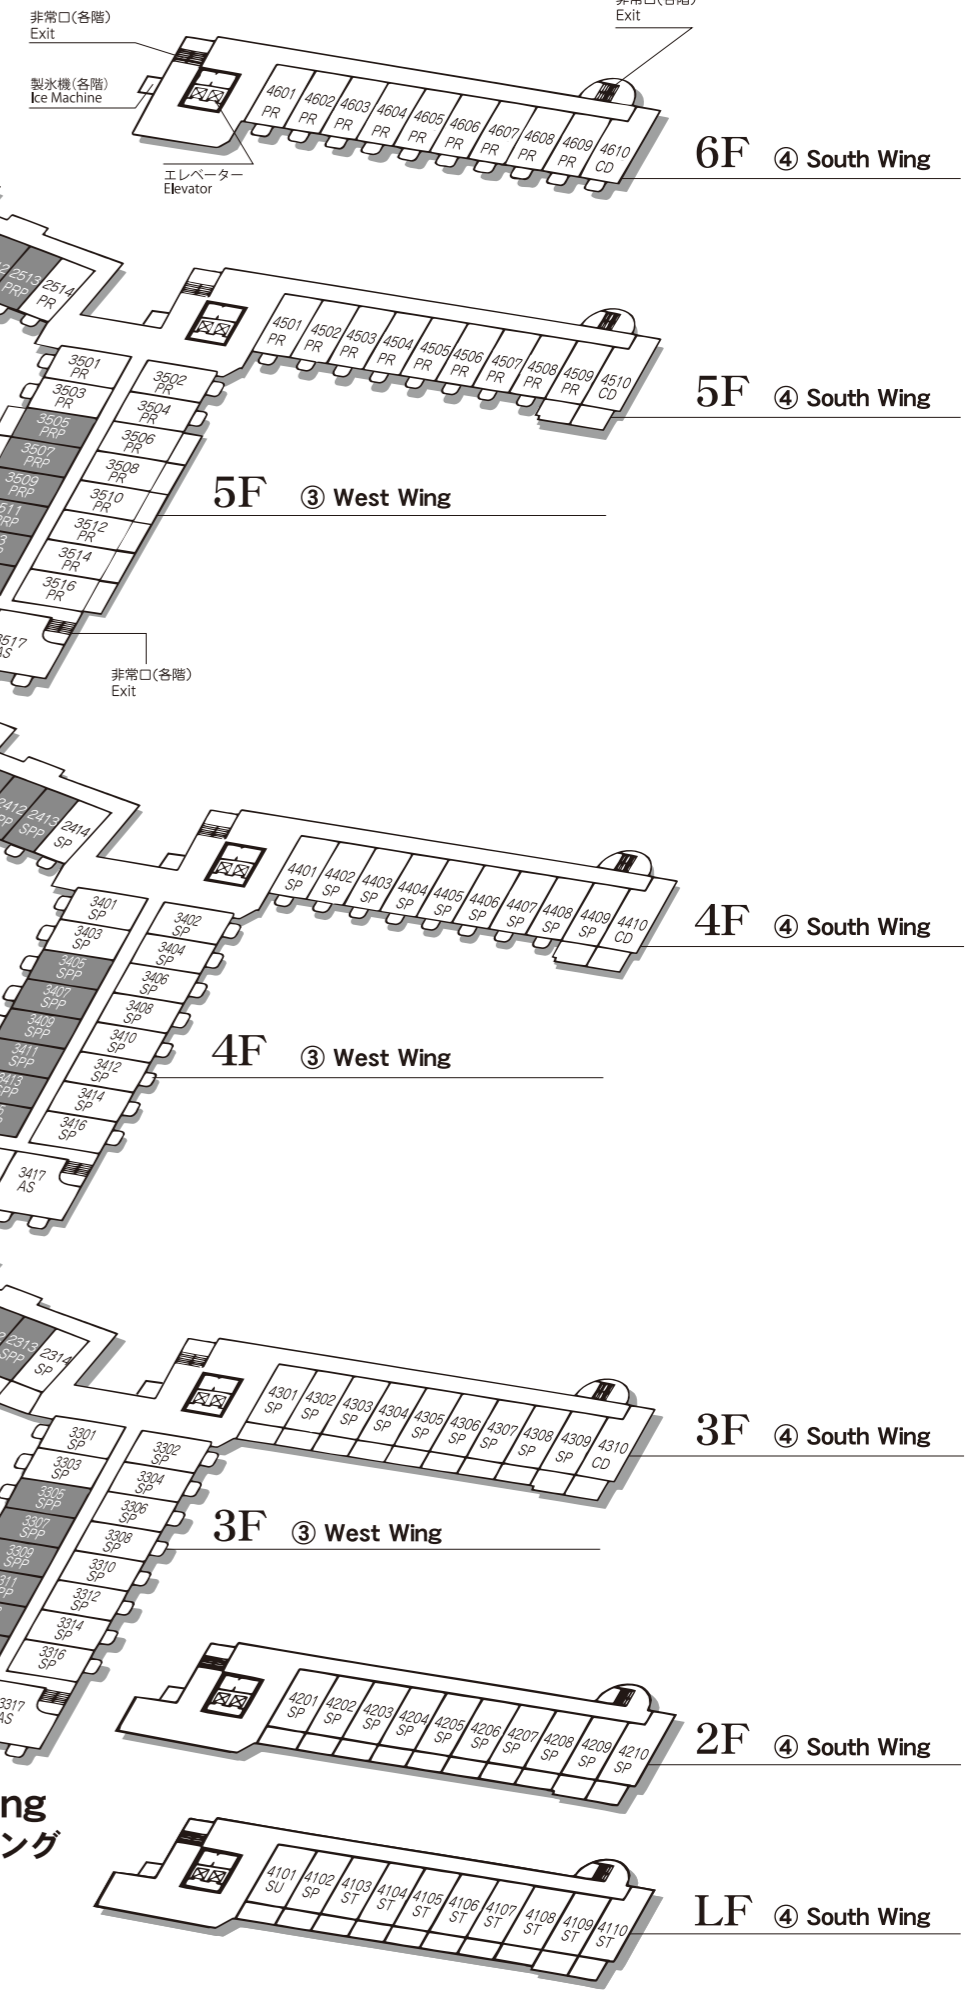 非常口(各階)
Exit
非常口(各階)
Exit
製氷機(各階)
Ice Machine
エレベーター
Elevator
4601
PR
4602
PR
4603
PR
4604
PR
4605
PR
4606
PR
4607
PR
4608
PR
4609
PR
4610
CD
6F ④ South Wing
2513
PRP
2514
PR
4501
PR
4502
PR
4503
PR
4504
PR
4505
PR
4506
PR
4507
PR
4508
PR
4509
PR
4510
CD
5F ④ South Wing
3501
PR
3502
PR
3503
PR
3504
PR
3505
PRP
3506
PR
3507
PRP
3508
PR
3509
PRP
3510
PR
3512
PR
3514
PR
3516
PR
5F ③ West Wing
非常口(各階)
Exit
2412
2413
SPP
2414
SP
4401
SP
4402
SP
4403
SP
4404
SP
4405
SP
4406
SP
4407
SP
4408
SP
4409
SP
4410
CD
4F ④ South Wing
3401
SP
3402
SP
3403
SP
3404
SP
3405
SPP
3406
SP
3407
SPP
3408
SP
3409
SPP
3410
SP
3411
SPP
3412
SP
3414
SP
3416
SP
3417
AS
4F ③ West Wing
2313
SPP
2314
SP
4301
SP
4302
SP
4303
SP
4304
SP
4305
SP
4306
SP
4307
SP
4308
SP
4309
SP
4310
CD
3F ④ South Wing
3301
SP
3302
SP
3303
SP
3304
SP
3305
SPP
3306
SP
3307
SPP
3308
SP
3309
SPP
3310
SP
3312
SP
3314
SP
3316
SP
3F ③ West Wing
4201
SP
4202
SP
4203
SP
4204
SP
4205
SP
4206
SP
4207
SP
4208
SP
4209
SP
4210
SP
2F ④ South Wing
ng
ング
4101
SU
4102
SP
4103
ST
4104
ST
4105
ST
4106
ST
4107
ST
4108
ST
4109
ST
4110
ST
LF ④ South Wing